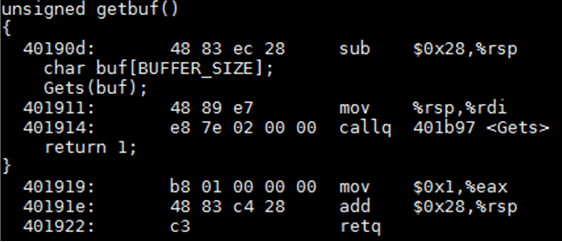 unsigned getbuf()
{
  40190d:       48 83 ec 28             sub    $0x28,%rsp
    char buf[BUFFER_SIZE];
    Gets(buf);
  401911:       48 89 e7                mov    %rsp,%rdi
  401914:       e8 7e 02 00 00          callq  401b97 <Gets>
    return 1;
}
  401919:       b8 01 00 00 00          mov    $0x1,%eax
  40191e:       48 83 c4 28             add    $0x28,%rsp
  401922:       c3                      retq